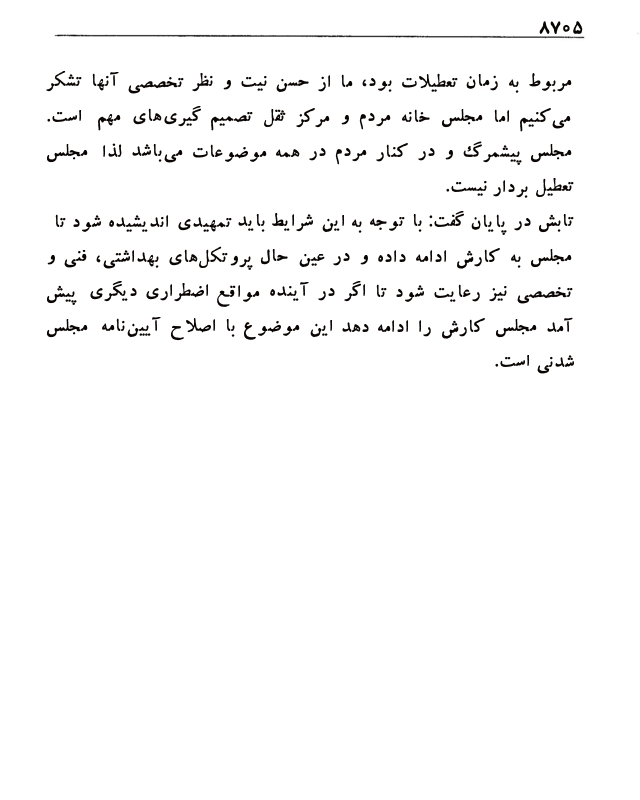 ۸۷۰۵
مربوط به زمان تعطیلات بود، ما از حسن نیت و نظر تخصصی آنها تشکر
می‌کنیم اما مجلس خانه مردم و مرکز ثقل تصمیم گیری‌های مهم است.
مجلس پیشمرگ و در کنار مردم در همه موضوعات می‌باشد لذا مجلس
تعطیل بردار نیست.
تابش در پایان گفت: با توجه به این شرایط باید تمهیدی اندیشیده شود تا
مجلس به کارش ادامه داده و در عین حال پروتکل‌های بهداشتی، فنی و
تخصصی نیز رعایت شود تا اگر در آینده مواقع اضطراری دیگری پیش
آمد مجلس کارش را ادامه دهد این موضوع با اصلاح آیین‌نامه مجلس
شدنی است.